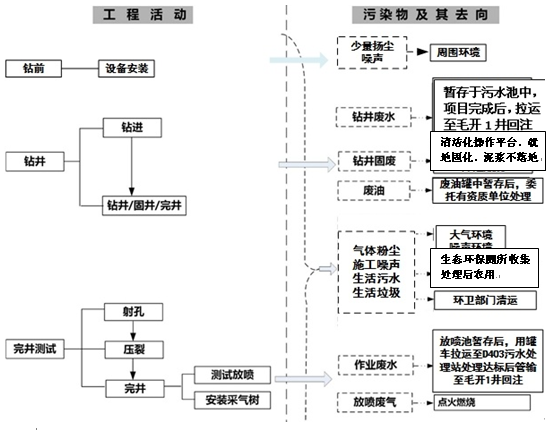 工 程 活 动
污染物及其去向
钻前
设备安装
少量扬尘
噪声
周围环境
钻井
钻进
钻井/固井/完井
钻井废水
暂存于污水池中，
项目完成后，拉运
至毛开1井回注
钻井固废
清洁化操作平台，就
地固化，泥浆不落地
废油
废油罐中暂存后，委
托有资质单位处理
气体粉尘
施工噪声
生活污水
生活垃圾
大气环境
噪声环境
生态环保厕所收集
处理后农用
环卫部门清运
完井测试
射孔
压裂
完井
测试放喷
安装采气树
作业废水
放喷池暂存后，用罐
车拉运至D403污水处
理站处理达标后管输
至毛开1井回注
放喷废气
点火燃烧